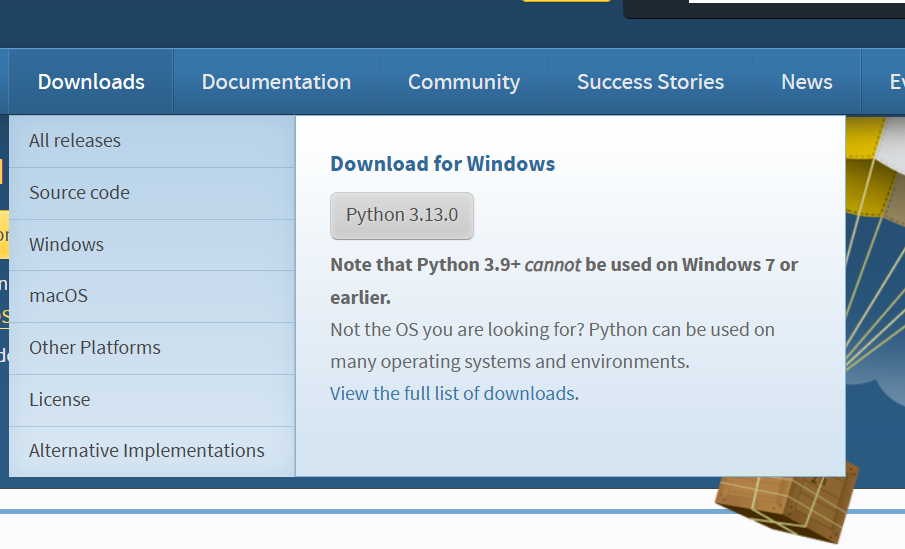 Downloads
Documentation
Community
Success Stories
News
All releases
Source code
Windows
macOS
Other Platforms
License
Alternative Implementations
Download for Windows
Python 3.13.0
Note that Python 3.9+ cannot be used on Windows 7 or
earlier.
Not the OS you are looking for? Python can be used on
many operating systems and environments.
View the full list of downloads.